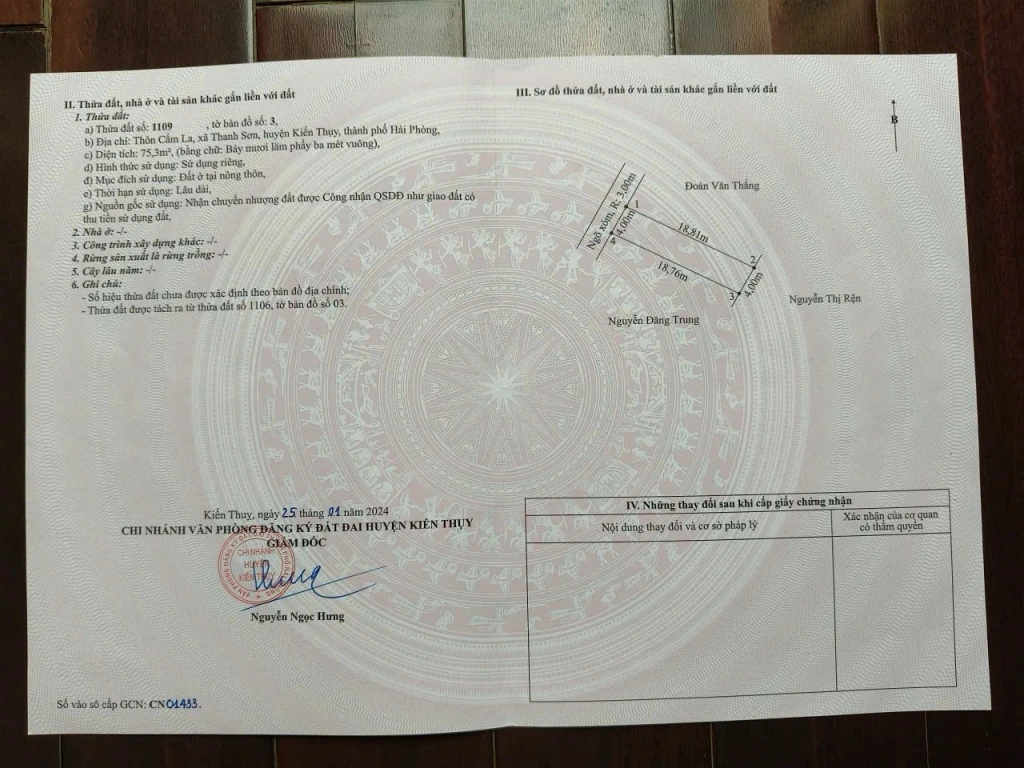 II. Thửa đất, nhà ở và tài sản khác gắn liền với đất
1. Thửa đất:
a) Thửa đất số: 1109 , tờ bản đồ số: 3,
b) Địa chỉ: Thôn Cẩm La, xã Thanh Sơn, huyện Kiến Thụy, thành phố Hải Phòng,
c) Diện tích: 75,3m², (bằng chữ: Bảy mươi lăm phẩy ba mét vuông),
d) Hình thức sử dụng: Sử dụng riêng,
đ) Mục đích sử dụng: Đất ở tại nông thôn,
e) Thời hạn sử dụng: Lâu dài,
g) Nguồn gốc sử dụng: Nhận chuyển nhượng đất được Công nhận QSDĐ như giao đất có
thu tiền sử dụng đất,
2. Nhà ở: -/-
3. Công trình xây dựng khác: -/-
4. Rừng sản xuất là rừng trồng: -/-
5. Cây lâu năm: -/-
6. Ghi chú:
- Số hiệu thửa đất chưa được xác định theo bản đồ địa chính;
- Thửa đất được tách ra từ thửa đất số 1106, tờ bản đồ số 03.
Kiến Thụy, ngày 25 tháng 01 năm 2024
CHI NHÁNH VĂN PHÒNG ĐĂNG KÝ ĐẤT ĐAI HUYỆN KIẾN THỤY
GIÁM ĐỐC
CHI NHÁNH
HUYỆN
KIẾN THỤY
Nguyễn Ngọc Hưng
Số vào sổ cấp GCN: CN01433.
III. Sơ đồ thửa đất, nhà ở và tài sản khác gắn liền với đất
B
Đoàn Văn Thắng
Ngõ xóm, R: 3,00m
1
4,00m
4
18,81m
2
18,76m
3
4,00m
Nguyễn Thị Rện
Nguyễn Đăng Trung
IV. Những thay đổi sau khi cấp giấy chứng nhận
Nội dung thay đổi và cơ sở pháp lý
Xác nhận của cơ quan
có thẩm quyền